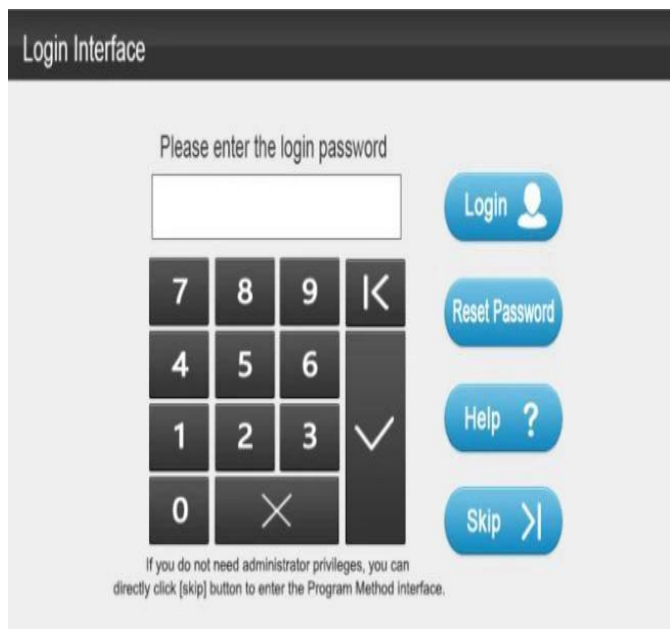 Login Interface
Please enter the login password
Login
7 8 9
Reset Password
4 5 6
Help ?
1 2 3
0
Skip
If you do not need administrator privileges, you can
directly click [skip] button to enter the Program Method interface.